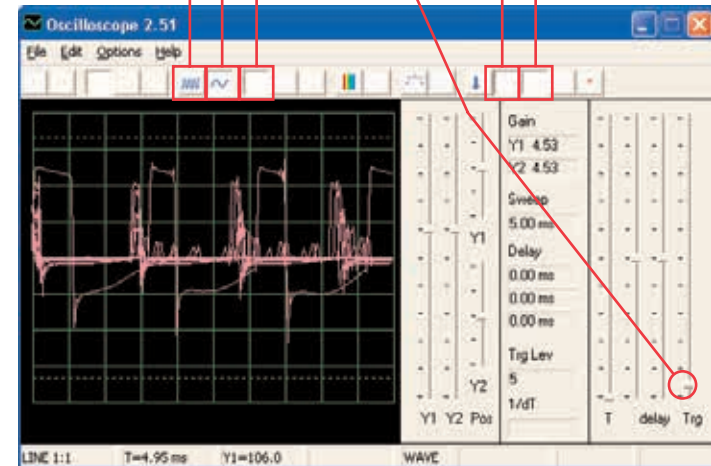 Oscilloscope 2.51
File Edit Options Help
Gain
Y1 4.53
Y2 4.53
Sweep
5.00 ms
Y1
Delay
0.00 ms
0.00 ms
0.00 ms
Trg Lev
5
Y2
1/dT
Y1 Y2 Pos
T delay Trg
LINE 1:1 T=4.95 ms Y1=106.0 WAVE